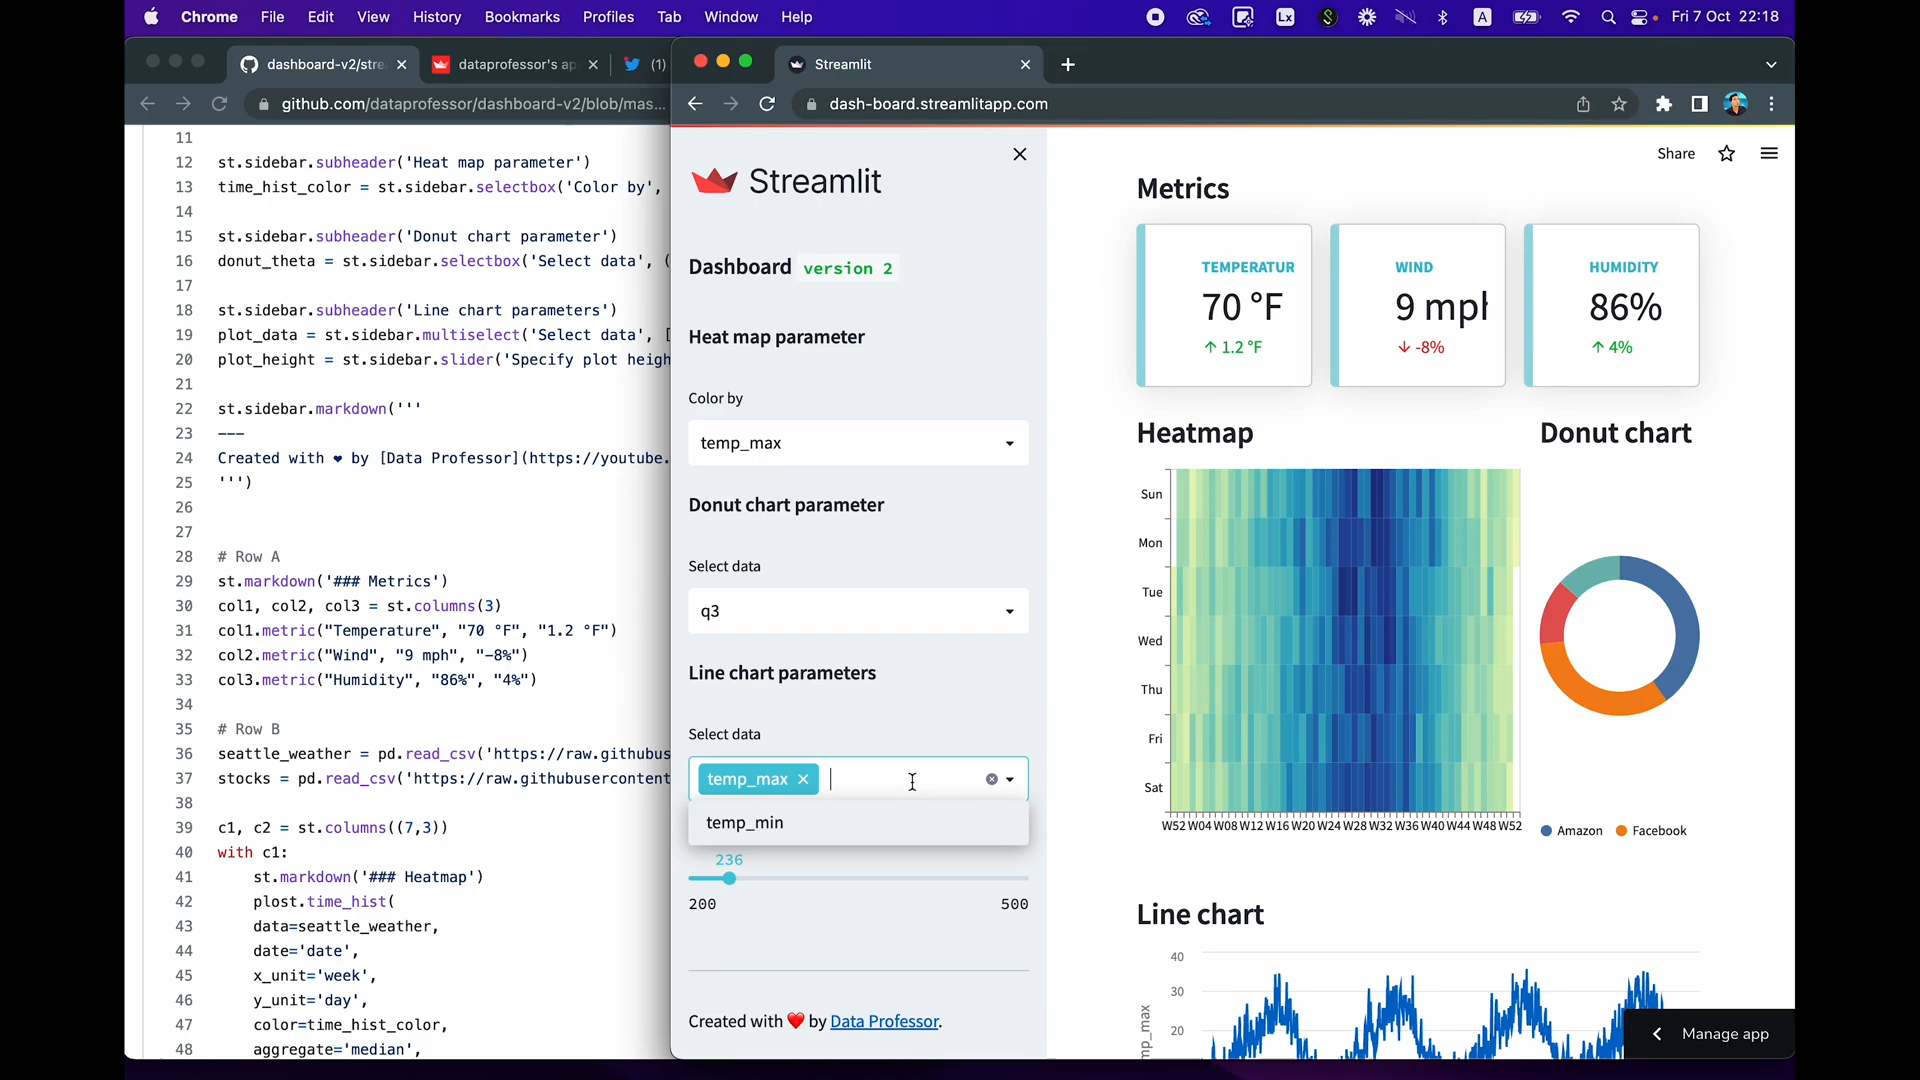 Chrome File Edit View History Bookmarks Profiles Tab Window Help
Lx
A
Fri 7 Oct 22:18
dashboard-v2/stre
dataprofessor's ap
(1)
github.com/dataprofessor/dashboard-v2/blob/mas...
11
12 st.sidebar.subheader('Heat map parameter')
13 time_hist_color = st.sidebar.selectbox('Color by',
14
15 st.sidebar.subheader('Donut chart parameter')
16 donut_theta = st.sidebar.selectbox('Select data', (
17
18 st.sidebar.subheader('Line chart parameters')
19 plot_data = st.sidebar.multiselect('Select data', [
20 plot_height = st.sidebar.slider('Specify plot heigh
21
22 st.sidebar.markdown('''
23 ---
24 Created with ❤ by [Data Professor](https://youtube.
25 ''')
26
27
28 # Row A
29 st.markdown('### Metrics')
30 col1, col2, col3 = st.columns(3)
31 col1.metric("Temperature", "70 °F", "1.2 °F")
32 col2.metric("Wind", "9 mph", "-8%")
33 col3.metric("Humidity", "86%", "4%")
34
35 # Row B
36 seattle_weather = pd.read_csv('https://raw.githubus
37 stocks = pd.read_csv('https://raw.githubusercontent
38
39 c1, c2 = st.columns((7,3))
40 with c1:
41 st.markdown('### Heatmap')
42 plost.time_hist(
43 data=seattle_weather,
44 date='date',
45 x_unit='week',
46 y_unit='day',
47 color=time_hist_color,
48 aggregate='median',
Streamlit
dash-board.streamlitapp.com
Streamlit
Dashboard version 2
Heat map parameter
Color by
temp_max
Donut chart parameter
Select data
q3
Line chart parameters
Select data
temp_max
temp_min
236
200 500
Created with ❤️ by Data Professor.
Share
Metrics
TEMPERATUR
70 °F
↑ 1.2 °F
WIND
9 mph
↓ -8%
HUMIDITY
86%
↑ 4%
Heatmap
Sun
Mon
Tue
Wed
Thu
Fri
Sat
W52 W04 W08 W12 W16 W20 W24 W28 W32 W36 W40 W44 W48 W52
Donut chart
Amazon Facebook
Line chart
40
30
20
mp_max
Manage app